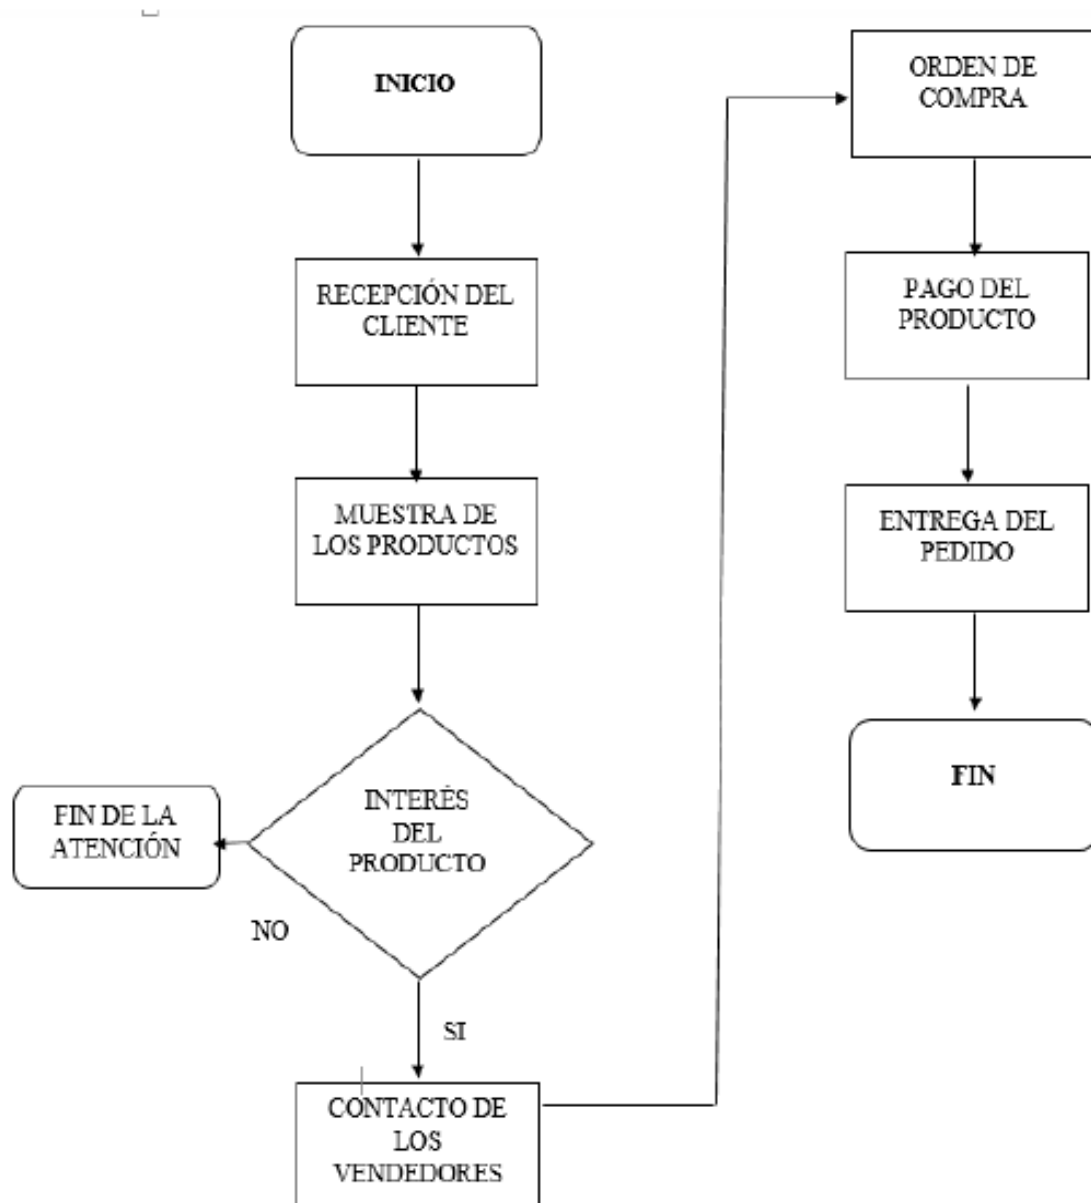 INICIO
RECEPCIÓN DEL
CLIENTE
MUESTRA DE
LOS PRODUCTOS
INTERÉS
DEL
PRODUCTO
FIN DE LA
ATENCIÓN
NO
SI
CONTACTO DE
LOS
VENDEDORES
ORDEN DE
COMPRA
PAGO DEL
PRODUCTO
ENTREGA DEL
PEDIDO
FIN